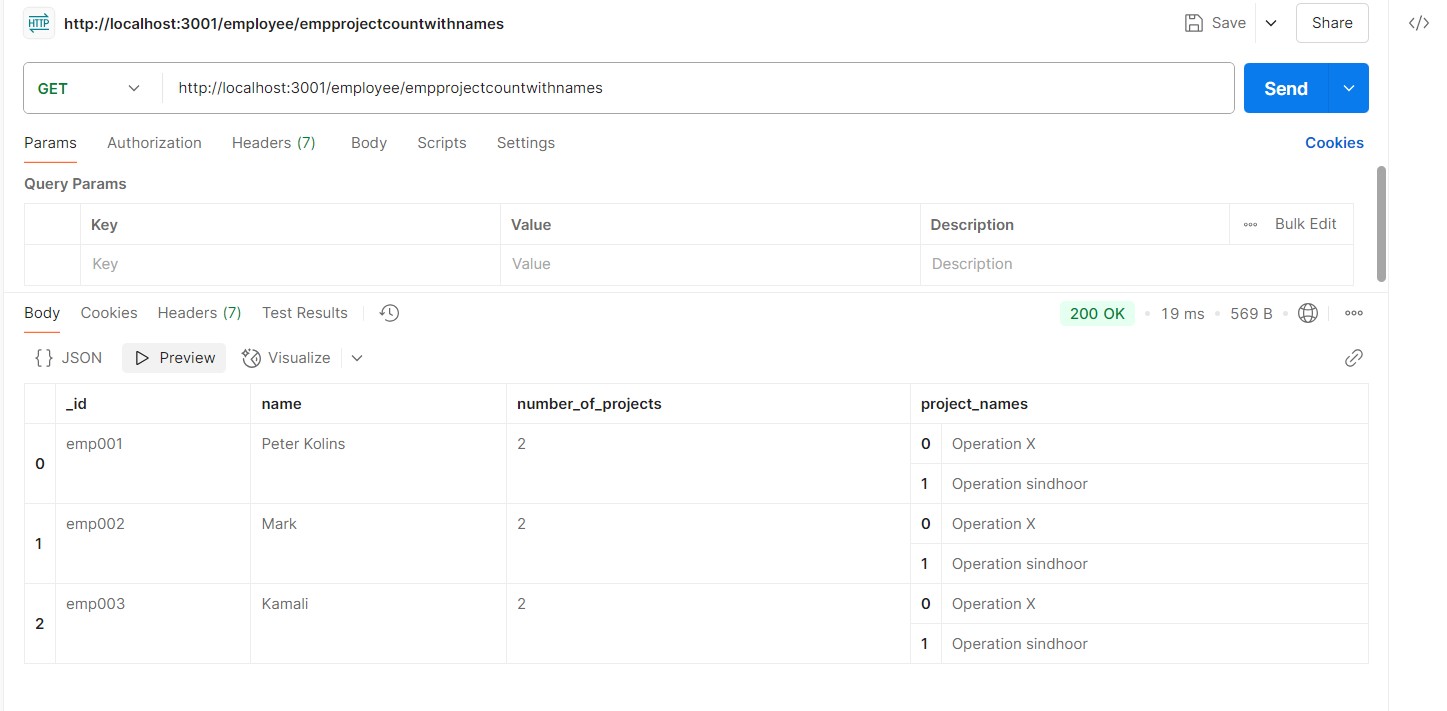 HTTP http://localhost:3001/employee/empprojectcountwithnames Save Share </>
GET http://localhost:3001/employee/empprojectcountwithnames Send
Params Authorization Headers (7) Body Scripts Settings Cookies
Query Params
Key Value Description Bulk Edit
Key Value Description
Body Cookies Headers (7) Test Results 200 OK • 19 ms • 569 B •
{} JSON Preview Visualize
_id name number_of_projects project_names
0 emp001 Peter Kolins 2 0 Operation X
1 Operation sindhoor
1 emp002 Mark 2 0 Operation X
1 Operation sindhoor
2 emp003 Kamali 2 0 Operation X
1 Operation sindhoor